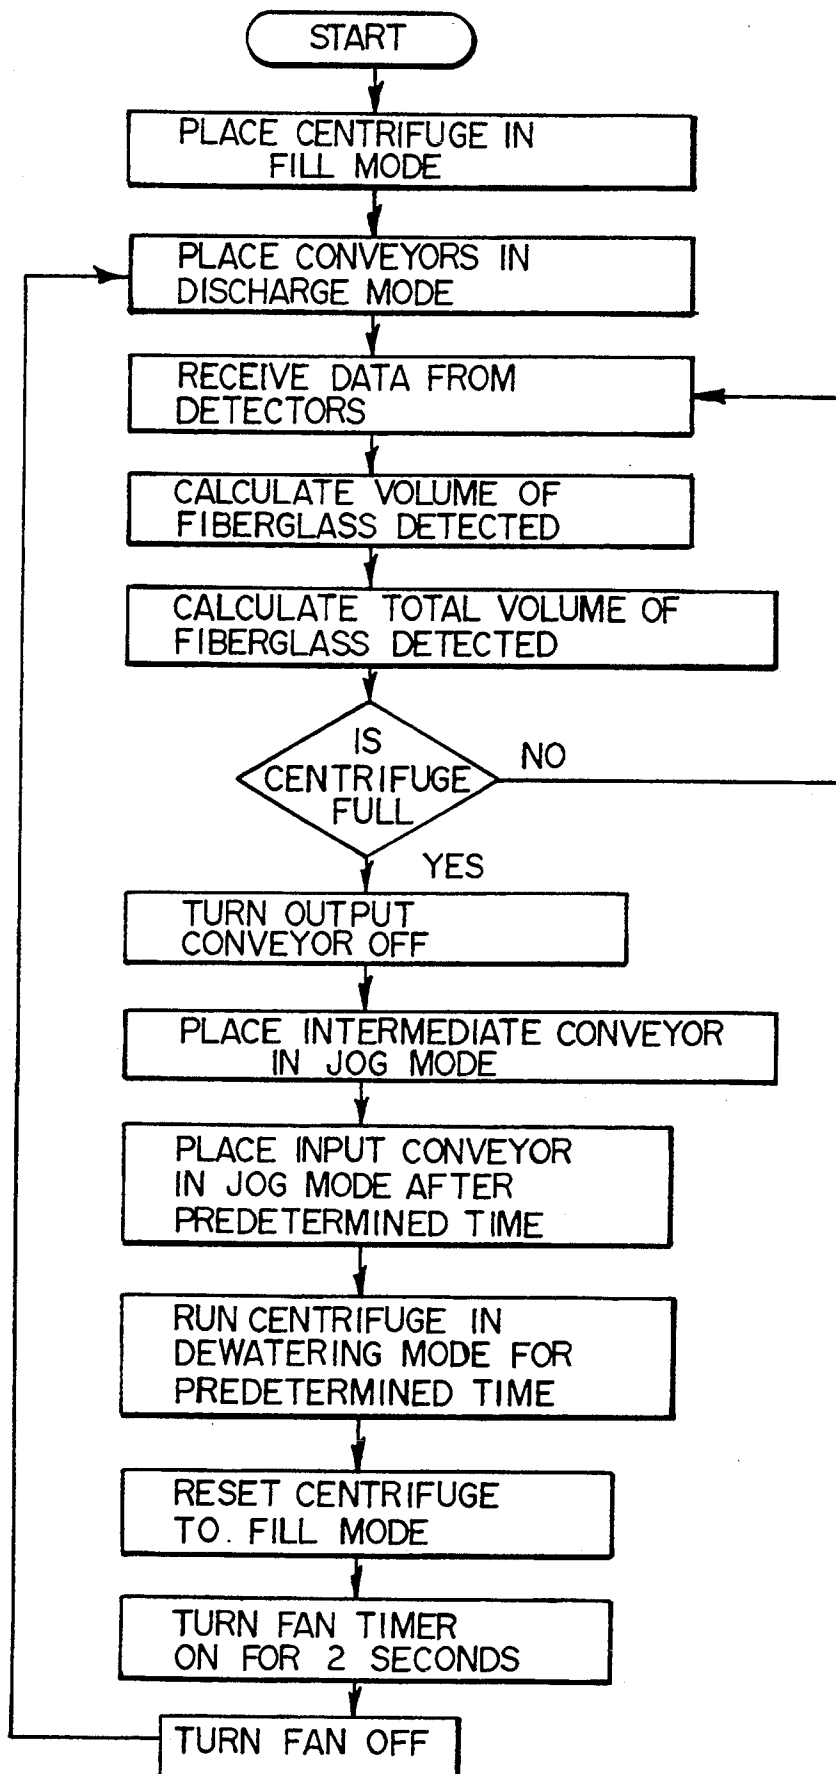 START
PLACE CENTRIFUGE IN
FILL MODE
PLACE CONVEYORS IN
DISCHARGE MODE
RECEIVE DATA FROM
DETECTORS
CALCULATE VOLUME OF
FIBERGLASS DETECTED
CALCULATE TOTAL VOLUME OF
FIBERGLASS DETECTED
IS
CENTRIFUGE
FULL
NO
YES
TURN OUTPUT
CONVEYOR OFF
PLACE INTERMEDIATE CONVEYOR
IN JOG MODE
PLACE INPUT CONVEYOR
IN JOG MODE AFTER
PREDETERMINED TIME
RUN CENTRIFUGE IN
DEWATERING MODE FOR
PREDETERMINED TIME
RESET CENTRIFUGE
TO. FILL MODE
TURN FAN TIMER
ON FOR 2 SECONDS
TURN FAN OFF